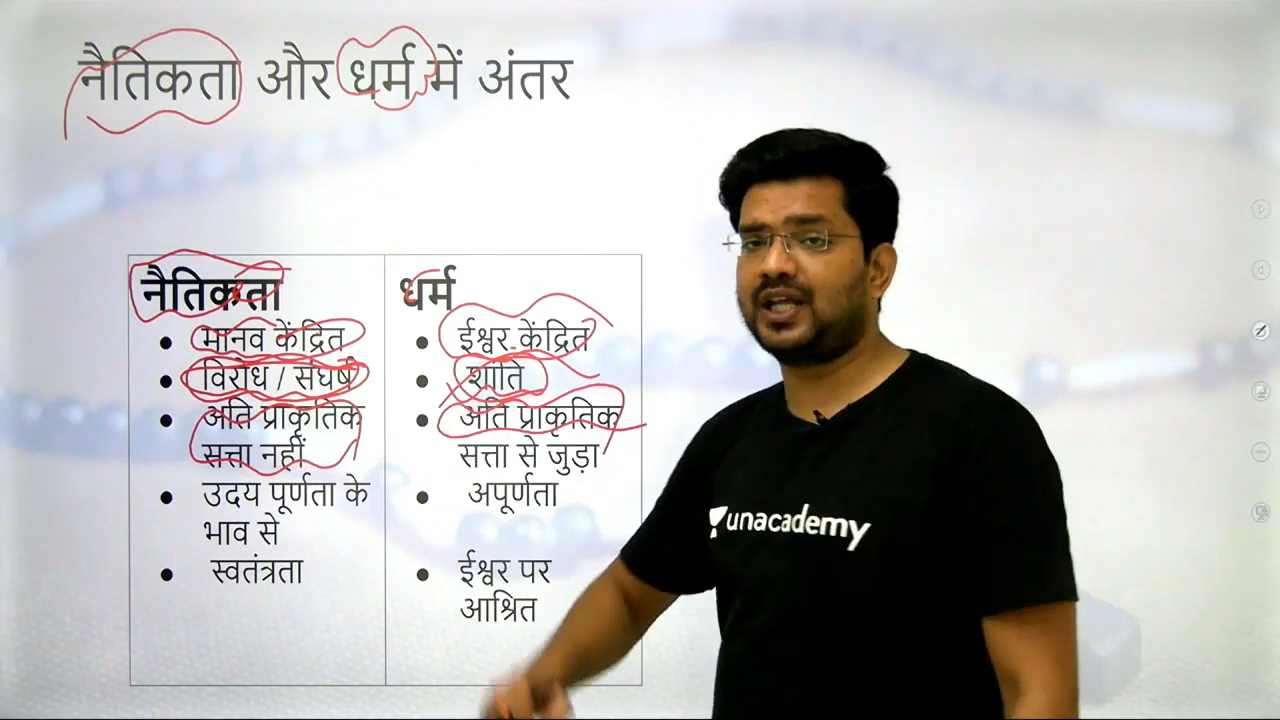 नैतिकता और धर्म में अंतर
नैतिकता
मानव केंद्रित
विरोध / संघर्ष
अति प्राकृतिक
सत्ता नहीं
उदय पूर्णता के
भाव से
स्वतंत्रता
धर्म
ईश्वर केंद्रित
शांति
अति प्राकृतिक
सत्ता से जुड़ा
अपूर्णता
ईश्वर पर
आश्रित
unacademy